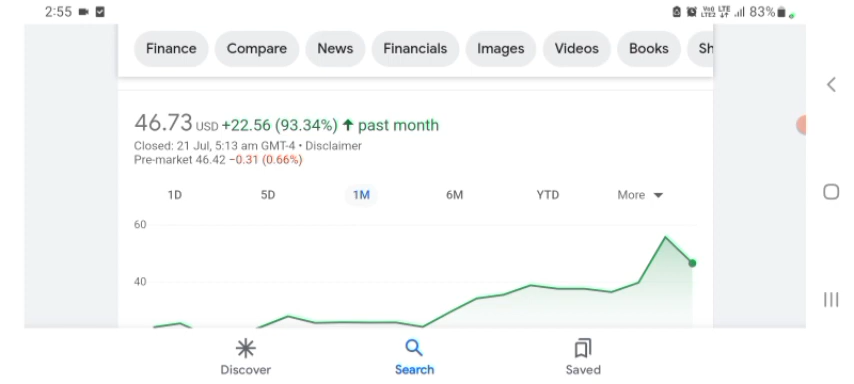 2:55 83%
Finance Compare News Financials Images Videos Books Sh
46.73 USD +22.56 (93.34%) ↑ past month
Closed: 21 Jul, 5:13 am GMT-4 • Disclaimer
Pre-market 46.42 −0.31 (0.66%)
1D 5D 1M 6M YTD More
60
40
Discover Search Saved